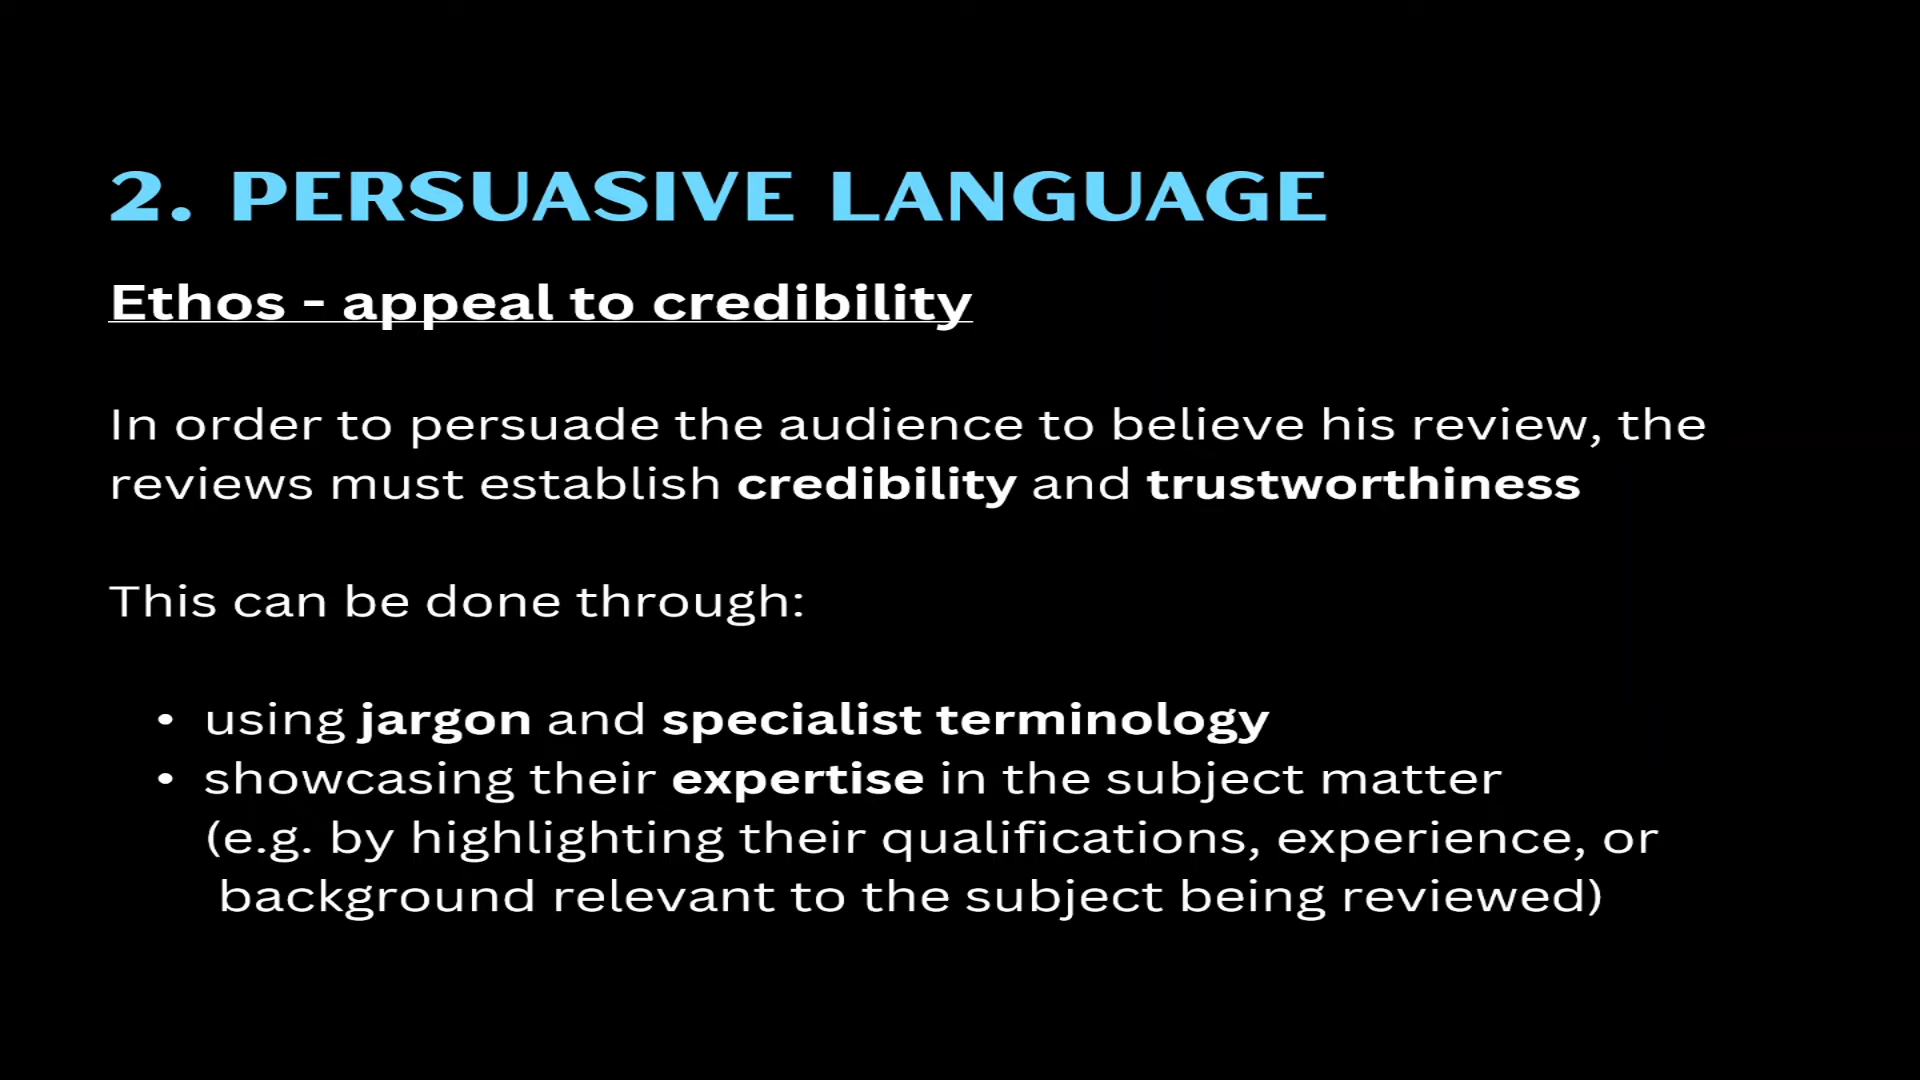 2. PERSUASIVE LANGUAGE
Ethos - appeal to credibility
In order to persuade the audience to believe his review, the
reviews must establish credibility and trustworthiness
This can be done through:
• using jargon and specialist terminology
• showcasing their expertise in the subject matter
(e.g. by highlighting their qualifications, experience, or
background relevant to the subject being reviewed)